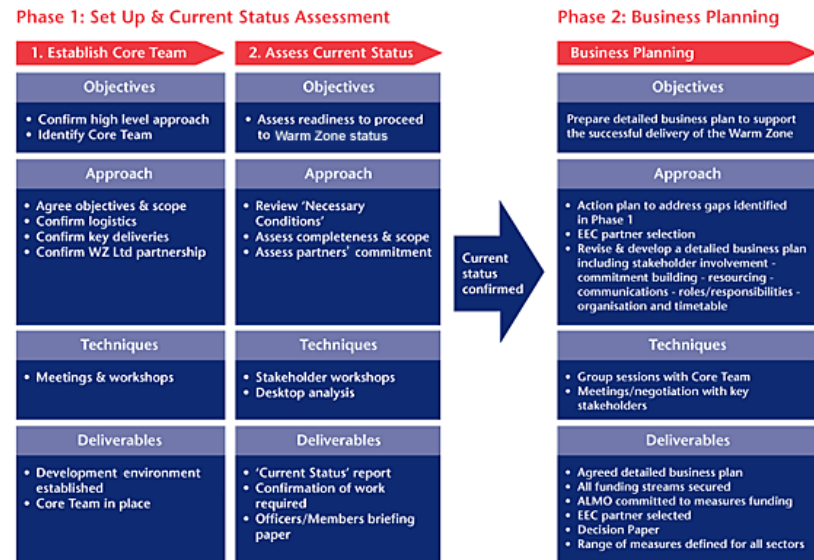 Phase 1: Set Up & Current Status Assessment
1. Establish Core Team
Objectives
• Confirm high level approach
• Identify Core Team
Approach
• Agree objectives & scope
• Confirm logistics
• Confirm key deliveries
• Confirm WZ Ltd partnership
Techniques
• Meetings & workshops
Deliverables
• Development environment
established
• Core Team in place
2. Assess Current Status
Objectives
• Assess readiness to proceed
to Warm Zone status
Approach
• Review ‘Necessary
Conditions’
• Assess completeness & scope
• Assess partners’ commitment
Techniques
• Stakeholder workshops
• Desktop analysis
Deliverables
• ‘Current Status’ report
• Confirmation of work
required
• Officers/Members briefing
paper
Current
status
confirmed
Phase 2: Business Planning
Business Planning
Objectives
Prepare detailed business plan to support
the successful delivery of the Warm Zone
Approach
• Action plan to address gaps identified
in Phase 1
• EEC partner selection
• Revise & develop a detalied business plan
including stakeholder involvement -
commitment building - resourcing -
communications - roles/responsibilities -
organisation and timetable
Techniques
• Group sessions with Core Team
• Meetings/negotiation with key
stakeholders
Deliverables
• Agreed detailed business plan
• All funding streams secured
• ALMO committed to measures funding
• EEC partner selected
• Decision Paper
• Range of measures defined for all sectors